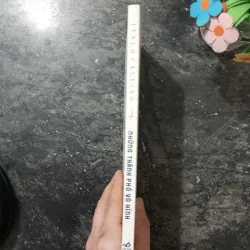 ITALO CALVINO
NHỮNG THÀNH PHỐ VÔ HÌNH